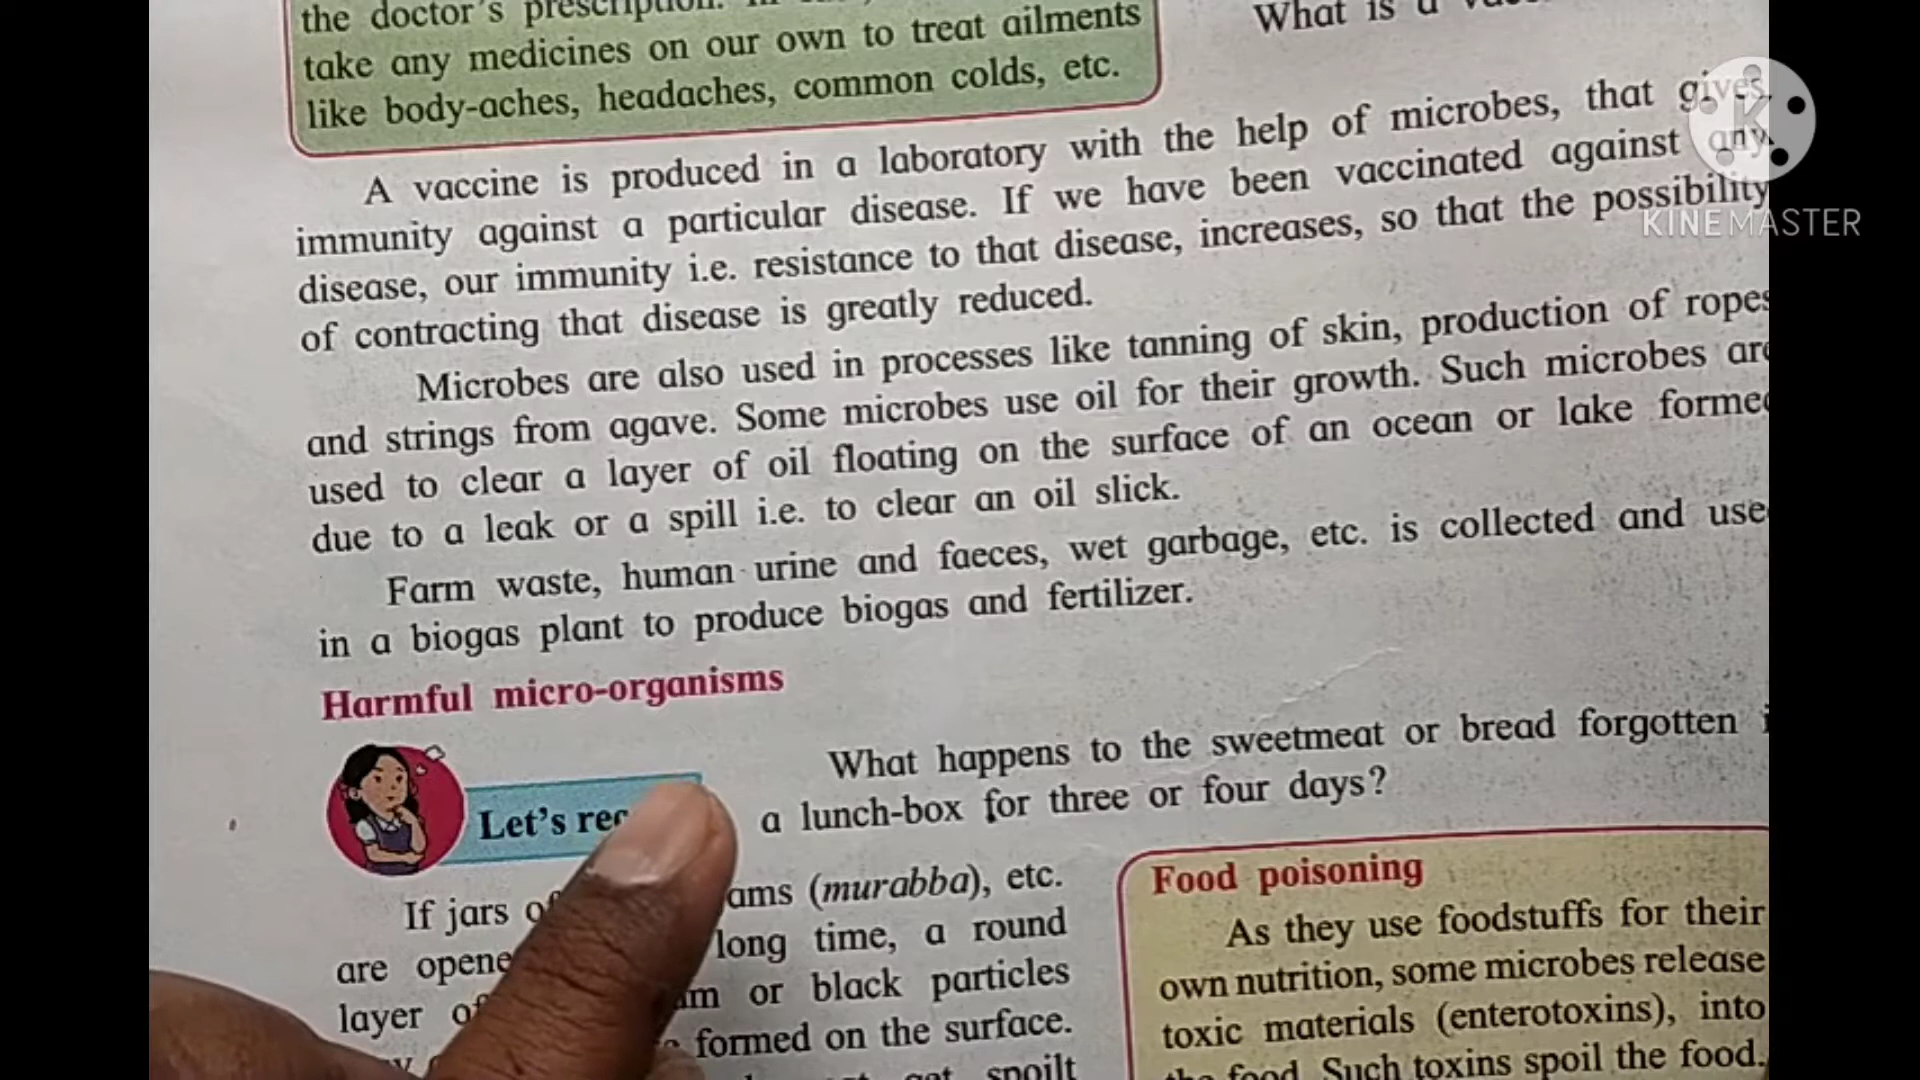 the doctor's prescription.
take any medicines on our own to treat ailments
like body-aches, headaches, common colds, etc.
What is a
A vaccine is produced in a laboratory with the help of microbes, that gives
immunity against a particular disease. If we have been vaccinated against any
disease, our immunity i.e. resistance to that disease, increases, so that the possibility
of contracting that disease is greatly reduced.
Microbes are also used in processes like tanning of skin, production of ropes
and strings from agave. Some microbes use oil for their growth. Such microbes are
used to clear a layer of oil floating on the surface of an ocean or lake formed
due to a leak or a spill i.e. to clear an oil slick.
Farm waste, human urine and faeces, wet garbage, etc. is collected and use
in a biogas plant to produce biogas and fertilizer.
Harmful micro-organisms
Let's
What happens to the sweetmeat or bread forgotten
a lunch-box for three or four days?
If jars of ams (murabba), etc.
are opene long time, a round
layer of or black particles
formed on the surface.
get spoilt
Food poisoning
As they use foodstuffs for their
own nutrition, some microbes release
toxic materials (enterotoxins), into
the food. Such toxins spoil the food.
K
KINEMASTER